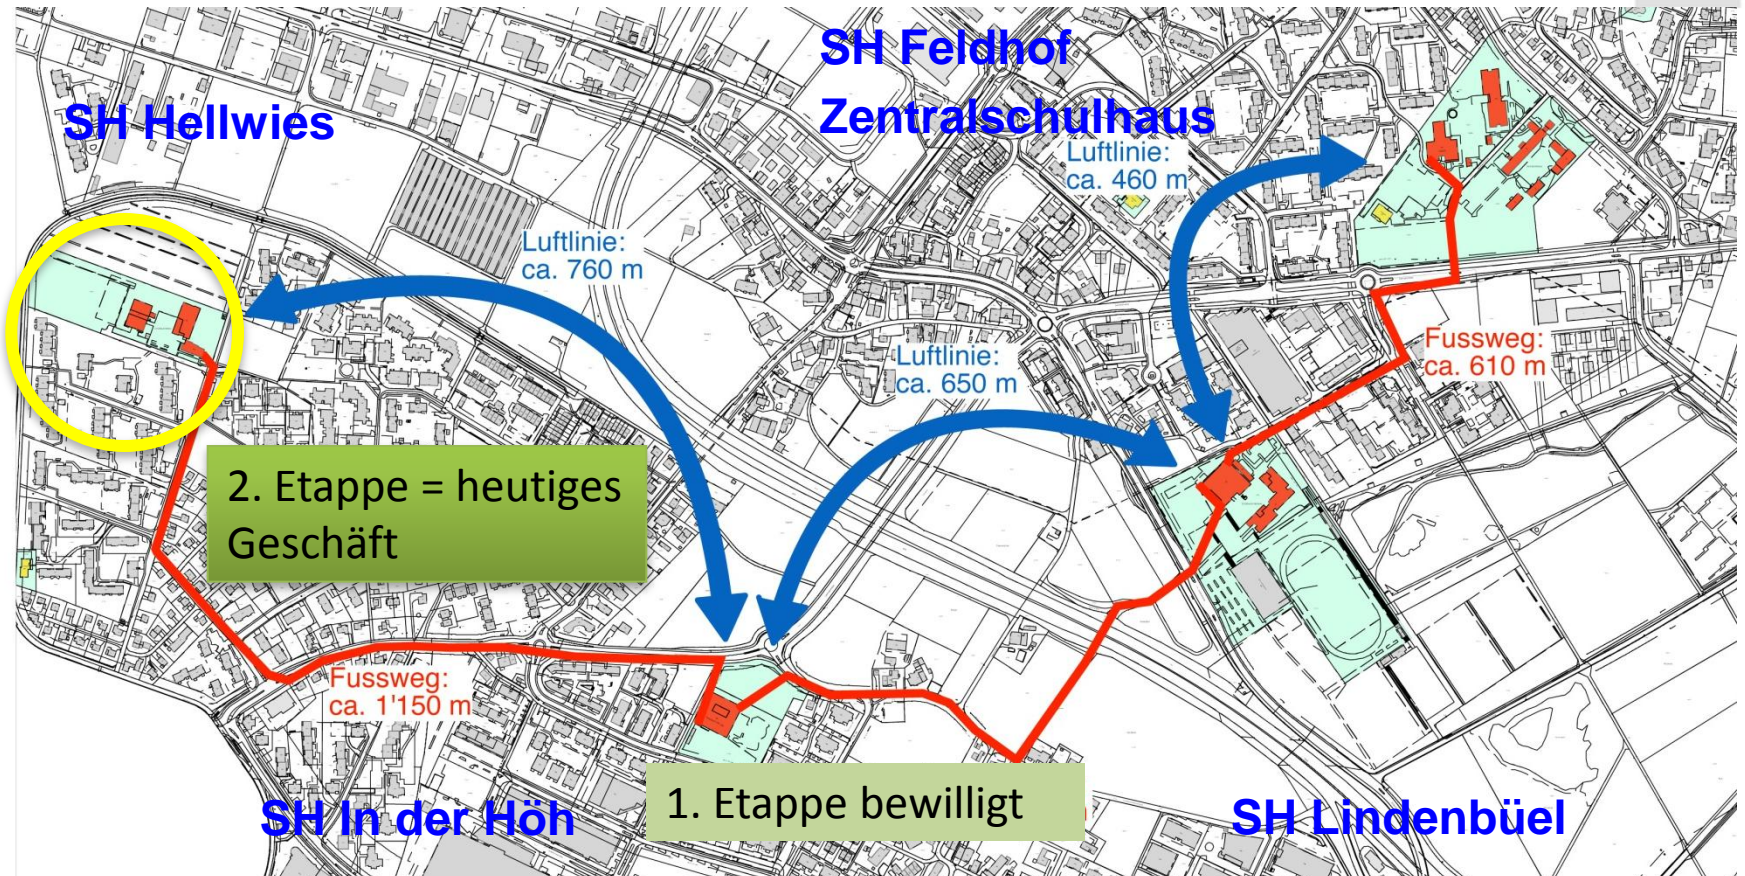 SH Feldhof
Zentralschulhaus
SH Hellwies
Luftlinie:
ca. 460 m
Luftlinie:
ca. 760 m
Luftlinie:
ca. 650 m
Fussweg:
ca. 610 m
2. Etappe = heutiges
Geschäft
Fussweg:
ca. 1'150 m
1. Etappe bewilligt
SH In der Höh
SH Lindenbüel